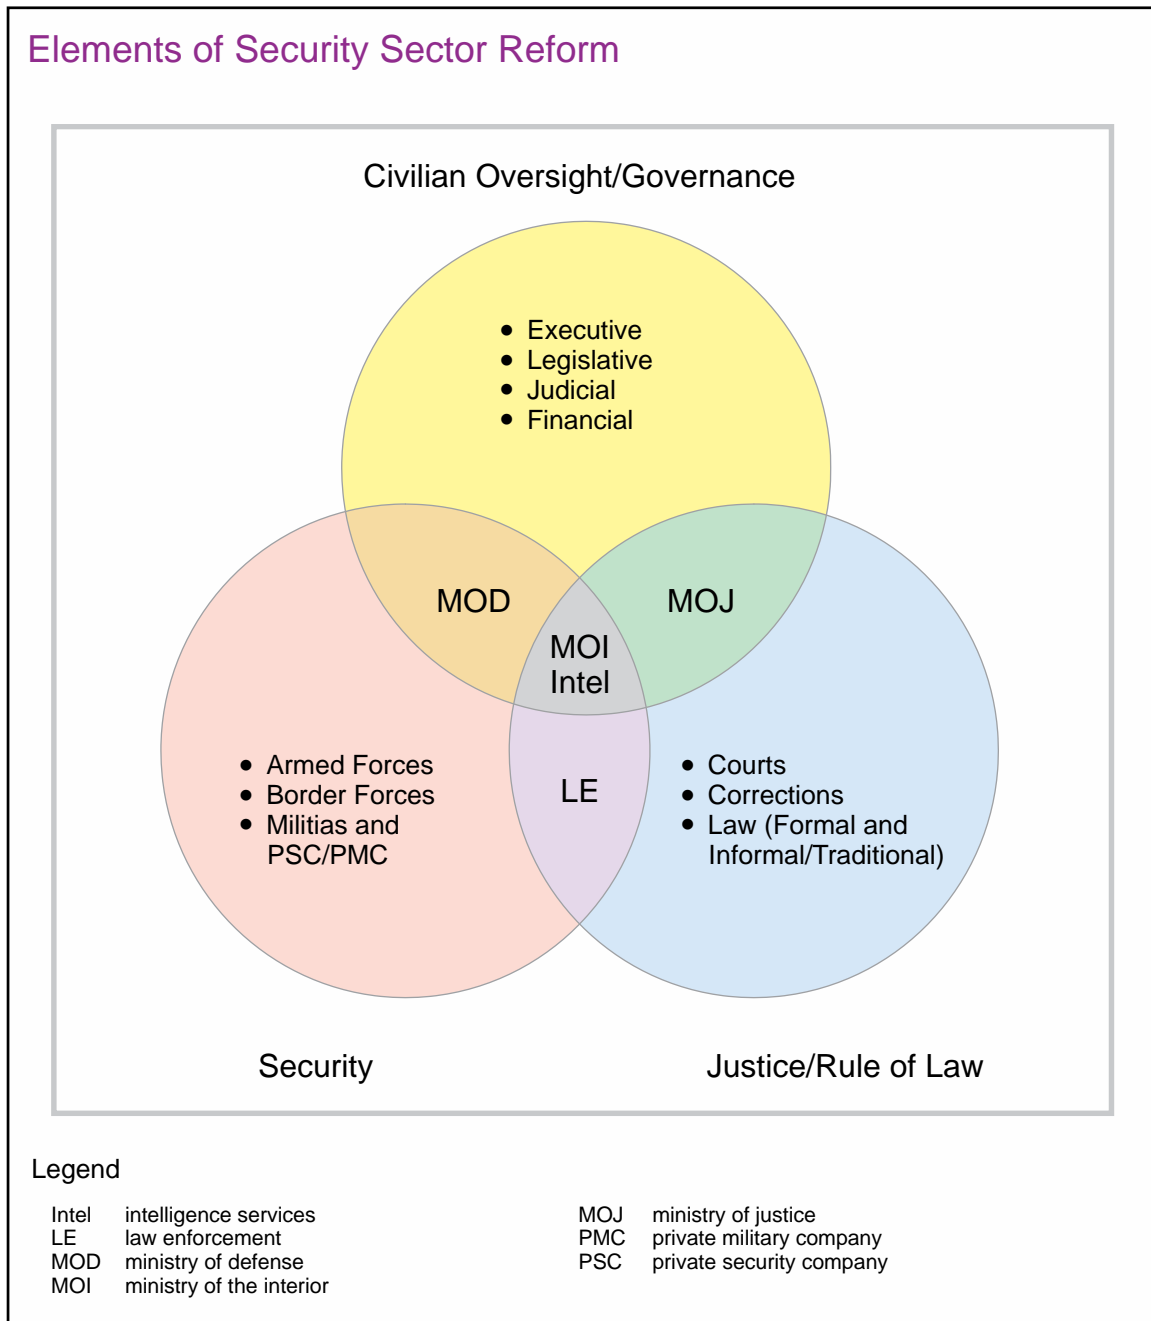 Elements of Security Sector Reform
Civilian Oversight/Governance
• Executive
• Legislative
• Judicial
• Financial
MOD
MOJ
MOI
Intel
• Armed Forces
• Border Forces
• Militias and
PSC/PMC
LE
• Courts
• Corrections
• Law (Formal and
Informal/Traditional)
Security
Justice/Rule of Law
Legend
Intel intelligence services
LE law enforcement
MOD ministry of defense
MOI ministry of the interior
MOJ ministry of justice
PMC private military company
PSC private security company